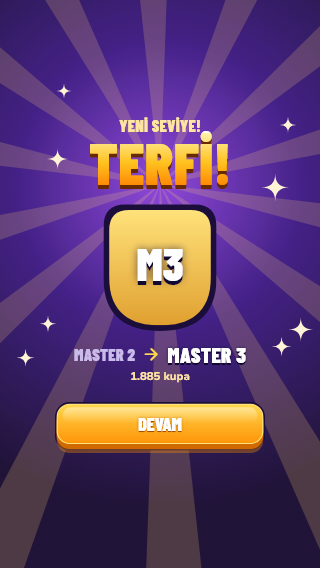 YENİ SEVİYE!
TERFİ!
M3
MASTER 2 → MASTER 3
1.885 kupa
DEVAM